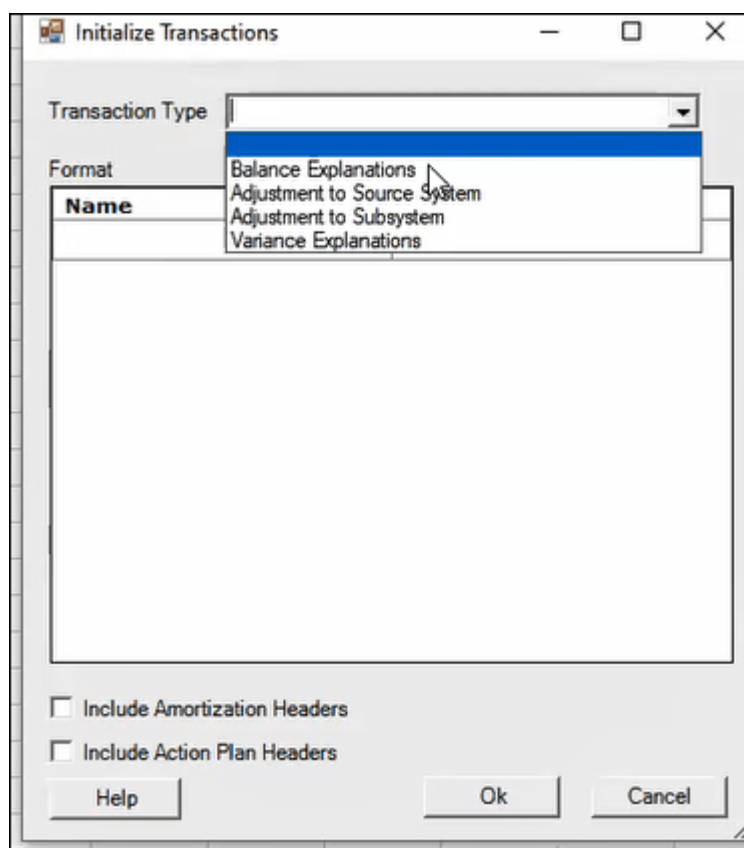 Initialize Transactions
Transaction Type
Balance Explanations
Format
Adjustment to Source System
Name
Adjustment to Subsystem
Variance Explanations
Include Amortization Headers
Include Action Plan Headers
Help Ok Cancel